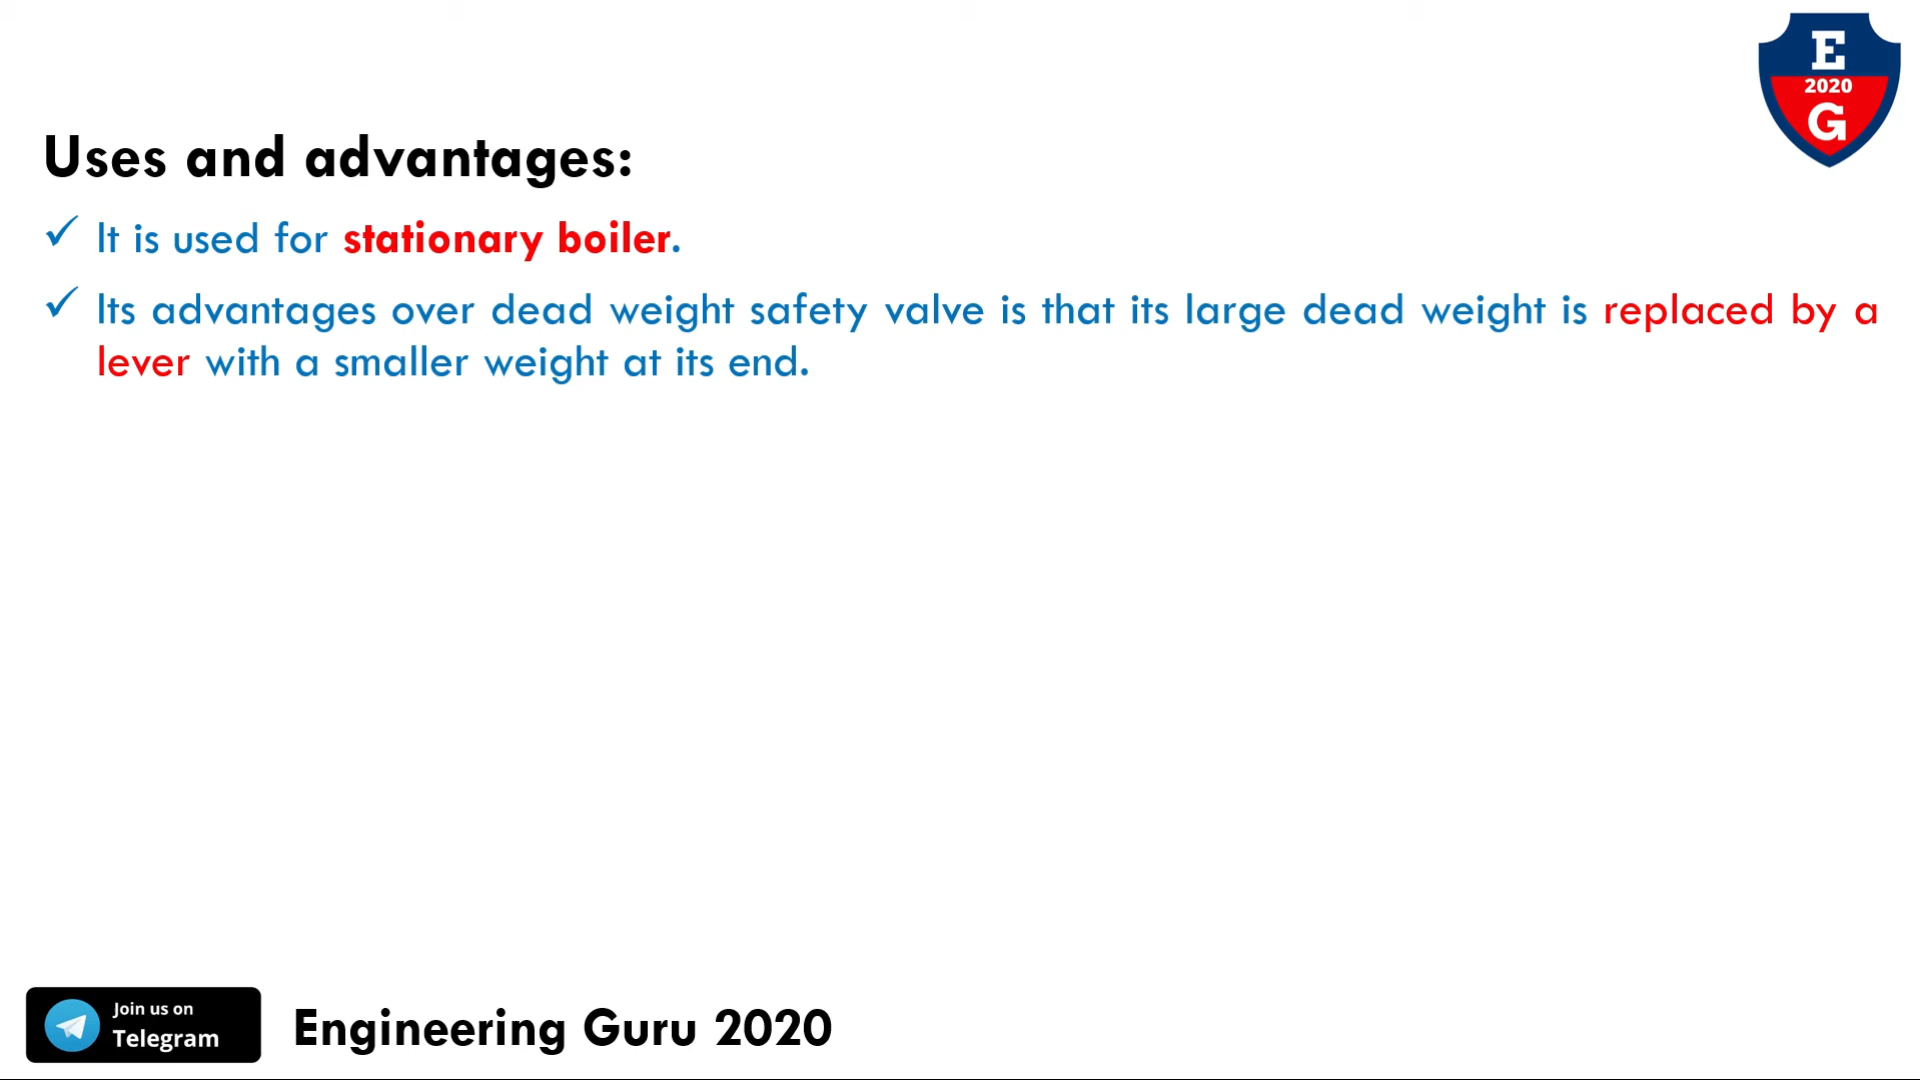 E
2020
G
Uses and advantages:
✓ It is used for stationary boiler.
✓ Its advantages over dead weight safety valve is that its large dead weight is replaced by a
lever with a smaller weight at its end.
Join us on
Telegram
Engineering Guru 2020